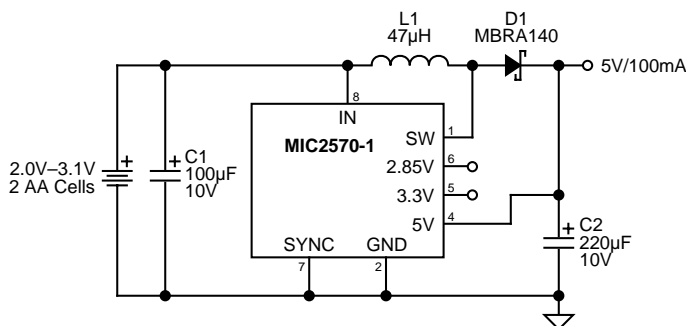 L1
47µH
D1
MBRA140
5V/100mA
8
IN
MIC2570-1
SW
1
2.85V
6
3.3V
5
5V
4
SYNC
GND
7
2
2.0V–3.1V
2 AA Cells
+
+
C1
100µF
10V
+
C2
220µF
10V